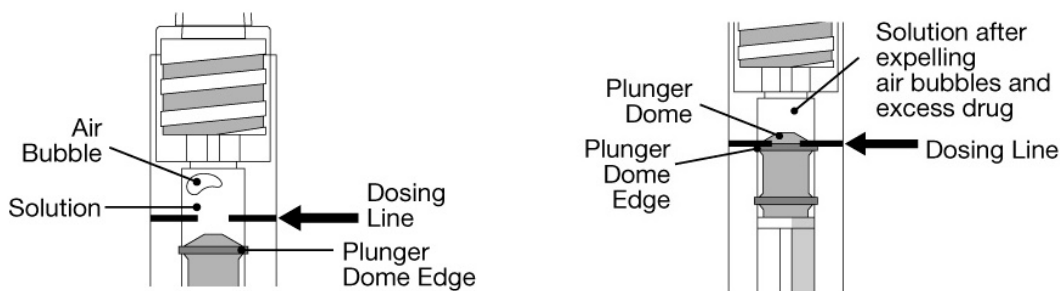 Air
Bubble
Solution
Dosing
Line
Plunger
Dome Edge
Solution after
expelling
air bubbles and
excess drug
Plunger
Dome
Plunger
Dome
Edge
Dosing Line